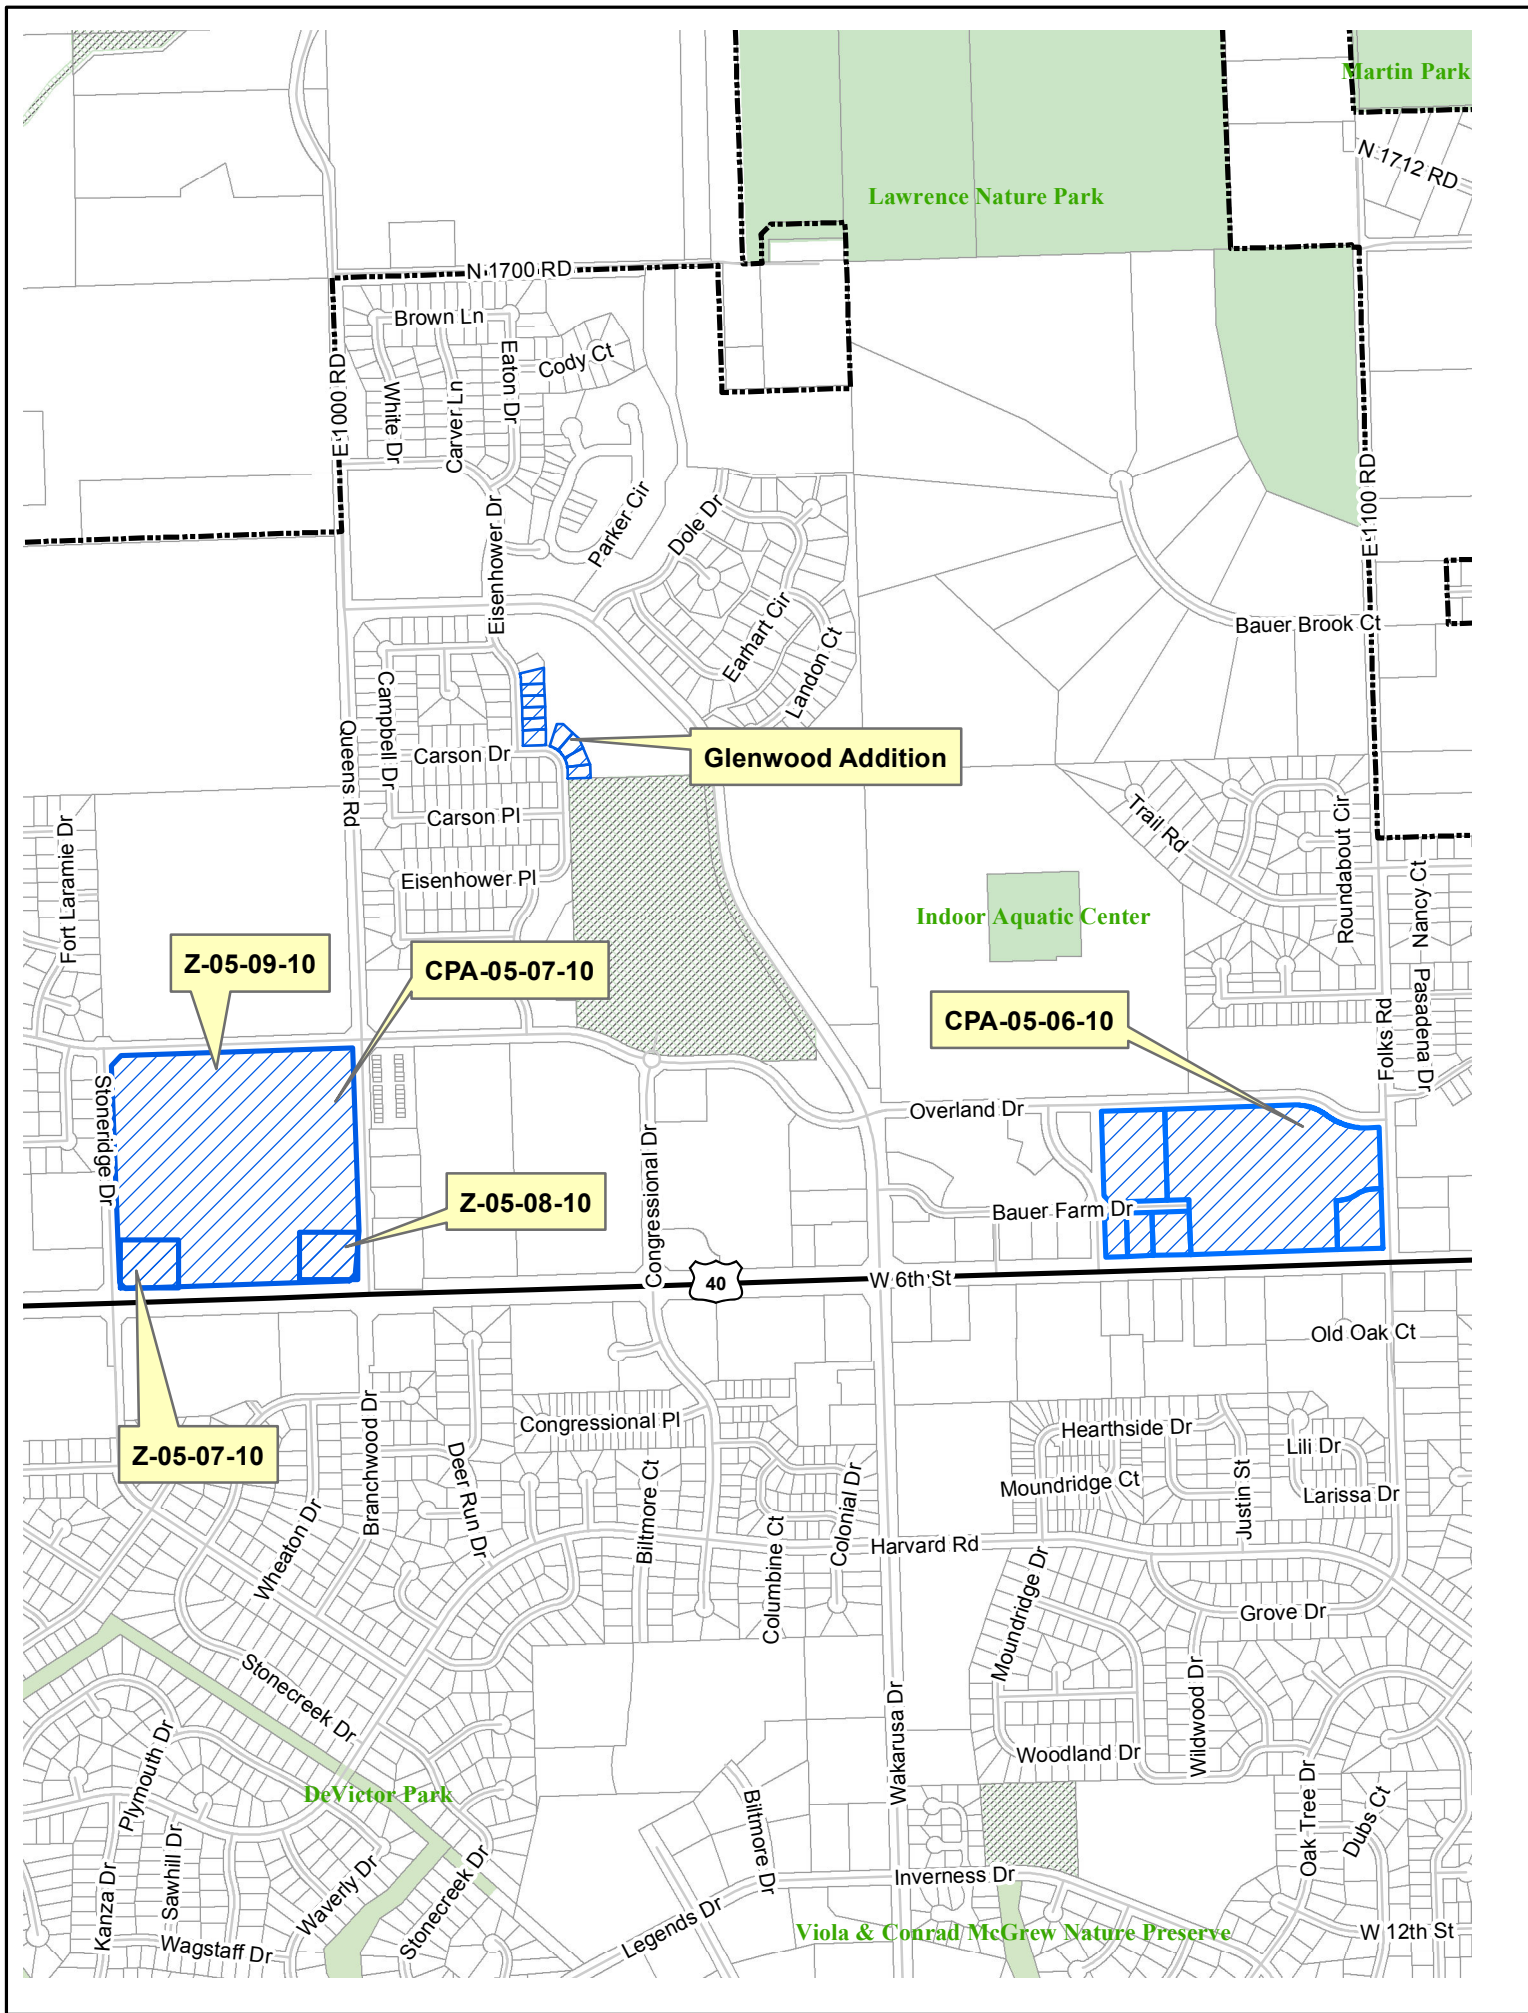 Martin Park
N 1712 RD
Lawrence Nature Park
N 1700 RD
Brown Ln
Cody Ct
Eaton Dr
E 1000 RD
White Dr
Carver Ln
Parker Cir
Dole Dr
Eisenhower Dr
E 1100 RD
Bauer Brook Ct
Earhart Cir
Landon Ct
Campbell Dr
Queens Rd
Carson Dr
Glenwood Addition
Carson Pl
Trail Rd
Roundabout Cir
Fort Laramie Dr
Eisenhower Pl
Nancy Ct
Indoor Aquatic Center
Z-05-09-10
CPA-05-07-10
CPA-05-06-10
Pasadena Dr
Folks Rd
Stoneridge Dr
Overland Dr
Congressional Dr
Z-05-08-10
Bauer Farm Dr
40
W 6th St
Old Oak Ct
Z-05-07-10
Branchwood Dr
Congressional Pl
Hearthside Dr
Lili Dr
Deer Run Dr
Biltmore Ct
Moundridge Ct
Justin St
Larissa Dr
Wheaton Dr
Columbine Ct
Colonial Dr
Harvard Rd
Moundridge Dr
Grove Dr
Stonecreek Dr
Wakarusa Dr
Wildwood Dr
Woodland Dr
Plymouth Dr
DeVictor Park
Biltmore Dr
Oak Tree Dr
Dubs Ct
Kanza Dr
Sawhill Dr
Waverly Dr
Stonecreek Dr
Inverness Dr
Legends Dr
Viola & Conrad McGrew Nature Preserve
W 12th St
Wagstaff Dr